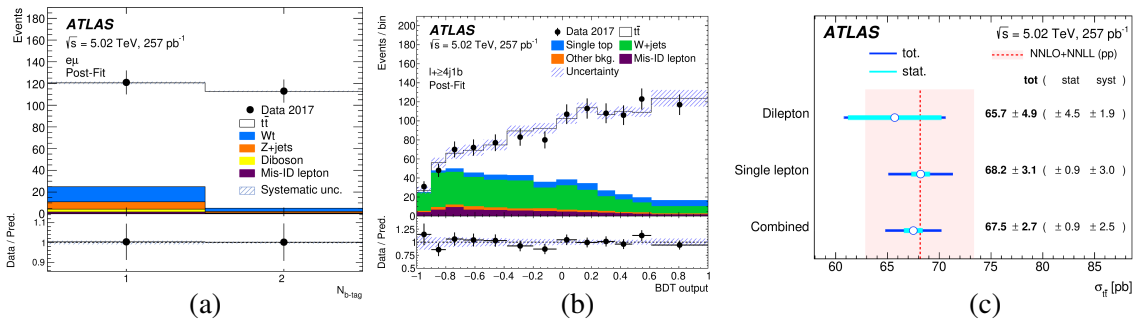 Events
ATLAS
√s = 5.02 TeV, 257 pb⁻¹
eμ
Post-Fit
Data 2017
tt̄
Wt
Z+jets
Diboson
Mis-ID lepton
Systematic unc.
180
160
140
120
100
80
60
40
20
0
Data / Pred.
1.1
1
0.9
1
2
N_b-tag
(a)
Events / bin
ATLAS
√s = 5.02 TeV, 257 pb⁻¹
l+≥4j1b
Post-Fit
Data 2017
tt̄
Single top
W+jets
Other bkg.
Mis-ID lepton
Uncertainty
200
180
160
140
120
100
80
60
40
20
0
Data / Pred.
1.25
1
0.75
0.5
−1 −0.8 −0.6 −0.4 −0.2 0 0.2 0.4 0.6 0.8 1
BDT output
(b)
ATLAS
√s = 5.02 TeV, 257 pb⁻¹
tot.
stat.
NNLO+NNLL (pp)
tot ( stat syst )
Dilepton 65.7 ± 4.9 ( ± 4.5 ± 1.9 )
Single lepton 68.2 ± 3.1 ( ± 0.9 ± 3.0 )
Combined 67.5 ± 2.7 ( ± 0.9 ± 2.5 )
60 65 70 75 80 85
σ_tt̄ [pb]
(c)